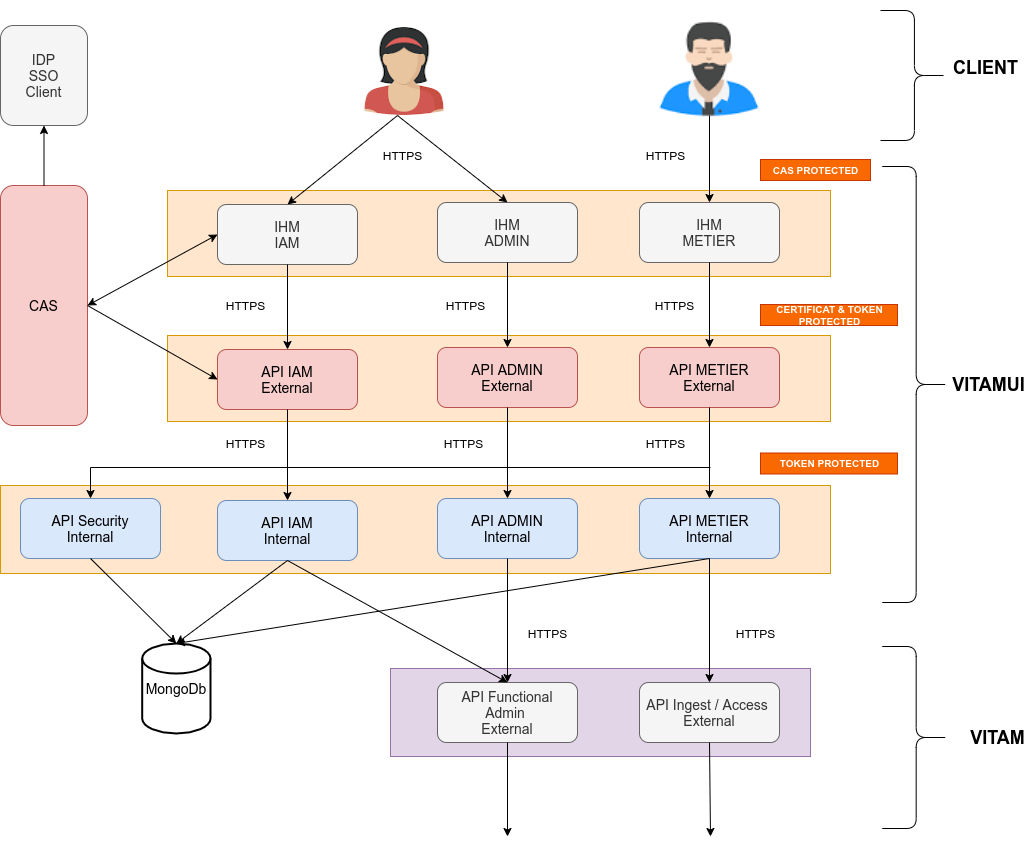 IDP
SSO
Client
CLIENT
HTTPS
HTTPS
CAS PROTECTED
IHM
IAM
IHM
ADMIN
IHM
METIER
CAS
HTTPS
HTTPS
HTTPS
CERTIFICAT & TOKEN
PROTECTED
API IAM
External
API ADMIN
External
API METIER
External
VITAMUI
HTTPS
HTTPS
HTTPS
TOKEN PROTECTED
API Security
Internal
API IAM
Internal
API ADMIN
Internal
API METIER
Internal
HTTPS
HTTPS
MongoDb
API Functional
Admin
External
API Ingest / Access
External
VITAM